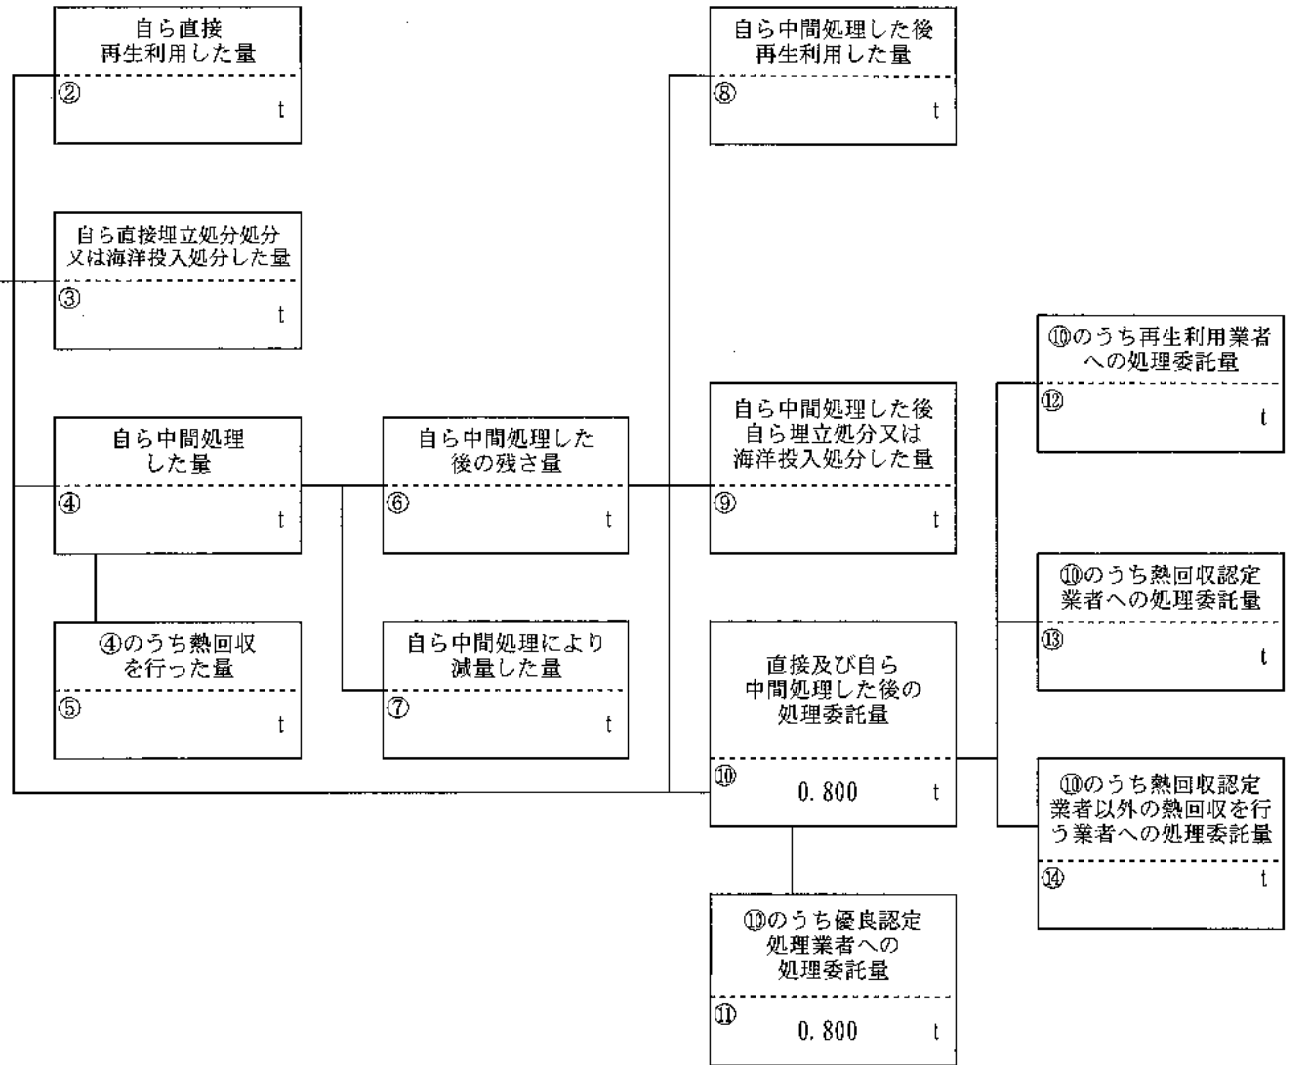 自ら直接
再生利用した量
②
t
自ら中間処理した後
再生利用した量
⑧
t
自ら直接埋立処分処分
又は海洋投入処分した量
③
t
⑩のうち再生利用業者
への処理委託量
⑫
t
自ら中間処理
した量
④
t
自ら中間処理した
後の残さ量
⑥
t
自ら中間処理した後
自ら埋立処分又は
海洋投入処分した量
⑨
t
⑩のうち熱回収認定
業者への処理委託量
⑬
t
④のうち熱回収
を行った量
⑤
t
自ら中間処理により
減量した量
⑦
t
直接及び自ら
中間処理した後の
処理委託量
⑩
0.800 t
⑩のうち熱回収認定
業者以外の熱回収を行
う業者への処理委託量
⑭
t
⑩のうち優良認定
処理業者への
処理委託量
⑪
0.800 t